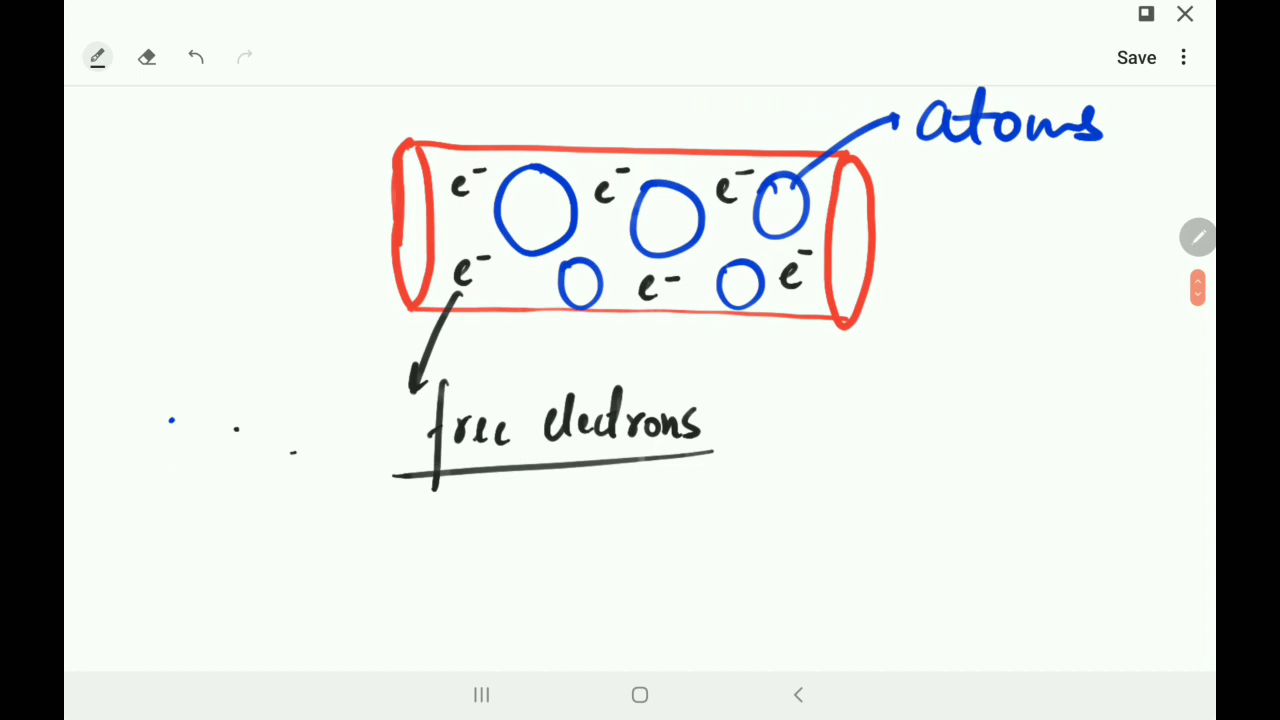 Save
atoms
e⁻ e⁻ e⁻
e⁻ e⁻ e⁻
free electrons